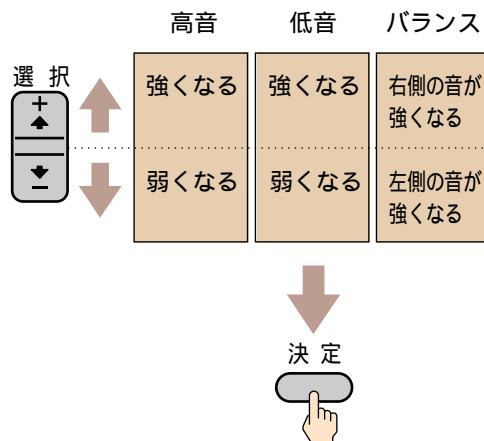 高音 低音 バランス
選 択
+
−
強くなる 強くなる 右側の音が
強くなる
弱くなる 弱くなる 左側の音が
強くなる
決 定